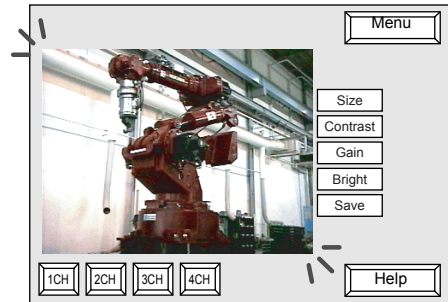 Menu
Size
Contrast
Gain
Bright
Save
1CH
2CH
3CH
4CH
Help